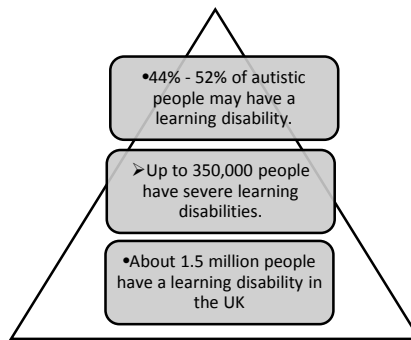 •44% - 52% of autistic
people may have a
learning disability.
➢Up to 350,000 people
have severe learning
disabilities.
•About 1.5 million people
have a learning disability in
the UK